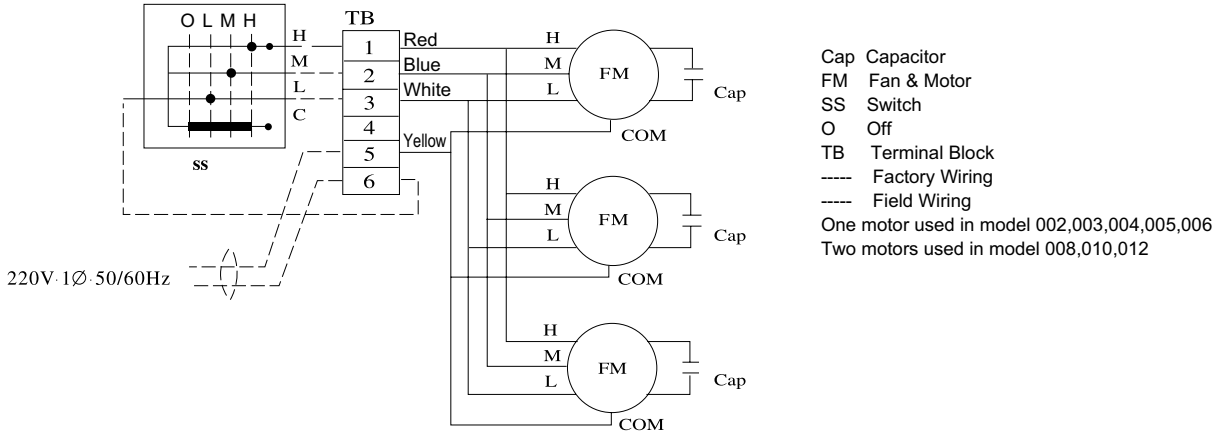 O L M H
H
M
L
C
ss
TB
1
2
3
4
5
6
Red
Blue
White
Yellow
220V·1Ø·50/60Hz
H
M
L
FM
Cap
COM
H
M
L
FM
Cap
COM
H
M
L
FM
Cap
COM
Cap Capacitor
FM Fan & Motor
SS Switch
O Off
TB Terminal Block
----- Factory Wiring
----- Field Wiring
One motor used in model 002,003,004,005,006
Two motors used in model 008,010,012